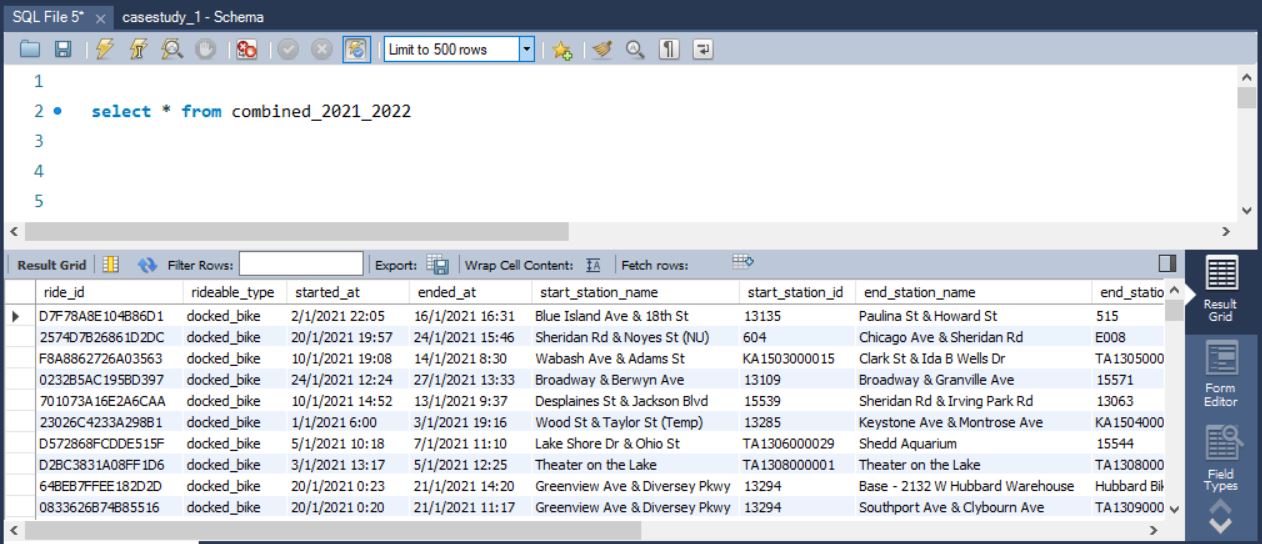 SQL File 5* × casestudy_1 - Schema
Limit to 500 rows
1
2 select * from combined_2021_2022
3
4
5
Result Grid Filter Rows: Export: Wrap Cell Content: IA Fetch rows:
ride_id rideable_type started_at ended_at start_station_name start_station_id end_station_name end_statio
D7F78A8E104B86D1 docked_bike 2/1/2021 22:05 16/1/2021 16:31 Blue Island Ave & 18th St 13135 Paulina St & Howard St 515
2574D7B26861D2DC docked_bike 20/1/2021 19:57 24/1/2021 15:46 Sheridan Rd & Noyes St (NU) 604 Chicago Ave & Sheridan Rd E008
F8A8862726A03563 docked_bike 10/1/2021 19:08 14/1/2021 8:30 Wabash Ave & Adams St KA1503000015 Clark St & Ida B Wells Dr TA1305000
0232B5AC195BD397 docked_bike 24/1/2021 12:24 27/1/2021 13:33 Broadway & Berwyn Ave 13109 Broadway & Granville Ave 15571
701073A16E2A6CAA docked_bike 10/1/2021 14:52 13/1/2021 9:37 Desplaines St & Jackson Blvd 15539 Sheridan Rd & Irving Park Rd 13063
23026C4233A298B1 docked_bike 1/1/2021 6:00 3/1/2021 19:16 Wood St & Taylor St (Temp) 13285 Keystone Ave & Montrose Ave KA1504000
D572868FCDDE515F docked_bike 5/1/2021 10:18 7/1/2021 11:10 Lake Shore Dr & Ohio St TA1306000029 Shedd Aquarium 15544
D2BC3831A08FF1D6 docked_bike 3/1/2021 13:17 5/1/2021 12:25 Theater on the Lake TA1308000001 Theater on the Lake TA1308000
64BEB7FFEE182D2D docked_bike 20/1/2021 0:23 21/1/2021 14:20 Greenview Ave & Diversey Pkwy 13294 Base - 2132 W Hubbard Warehouse Hubbard Bik
0833626B74B85516 docked_bike 20/1/2021 0:20 21/1/2021 11:17 Greenview Ave & Diversey Pkwy 13294 Southport Ave & Clybourn Ave TA1309000
Result
Grid
Form
Editor
Field
Types